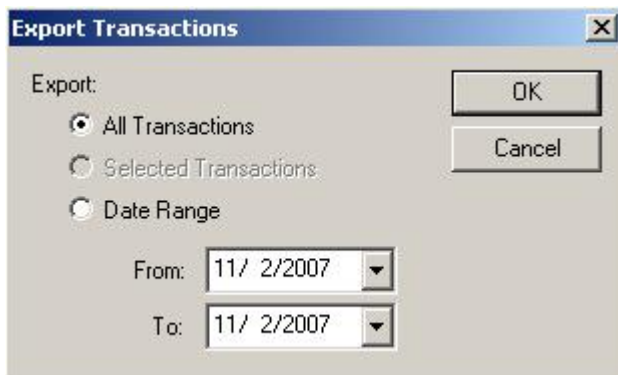 Export Transactions
Export:
OK
All Transactions
Cancel
Selected Transactions
Date Range
From: 11/ 2/2007
To: 11/ 2/2007